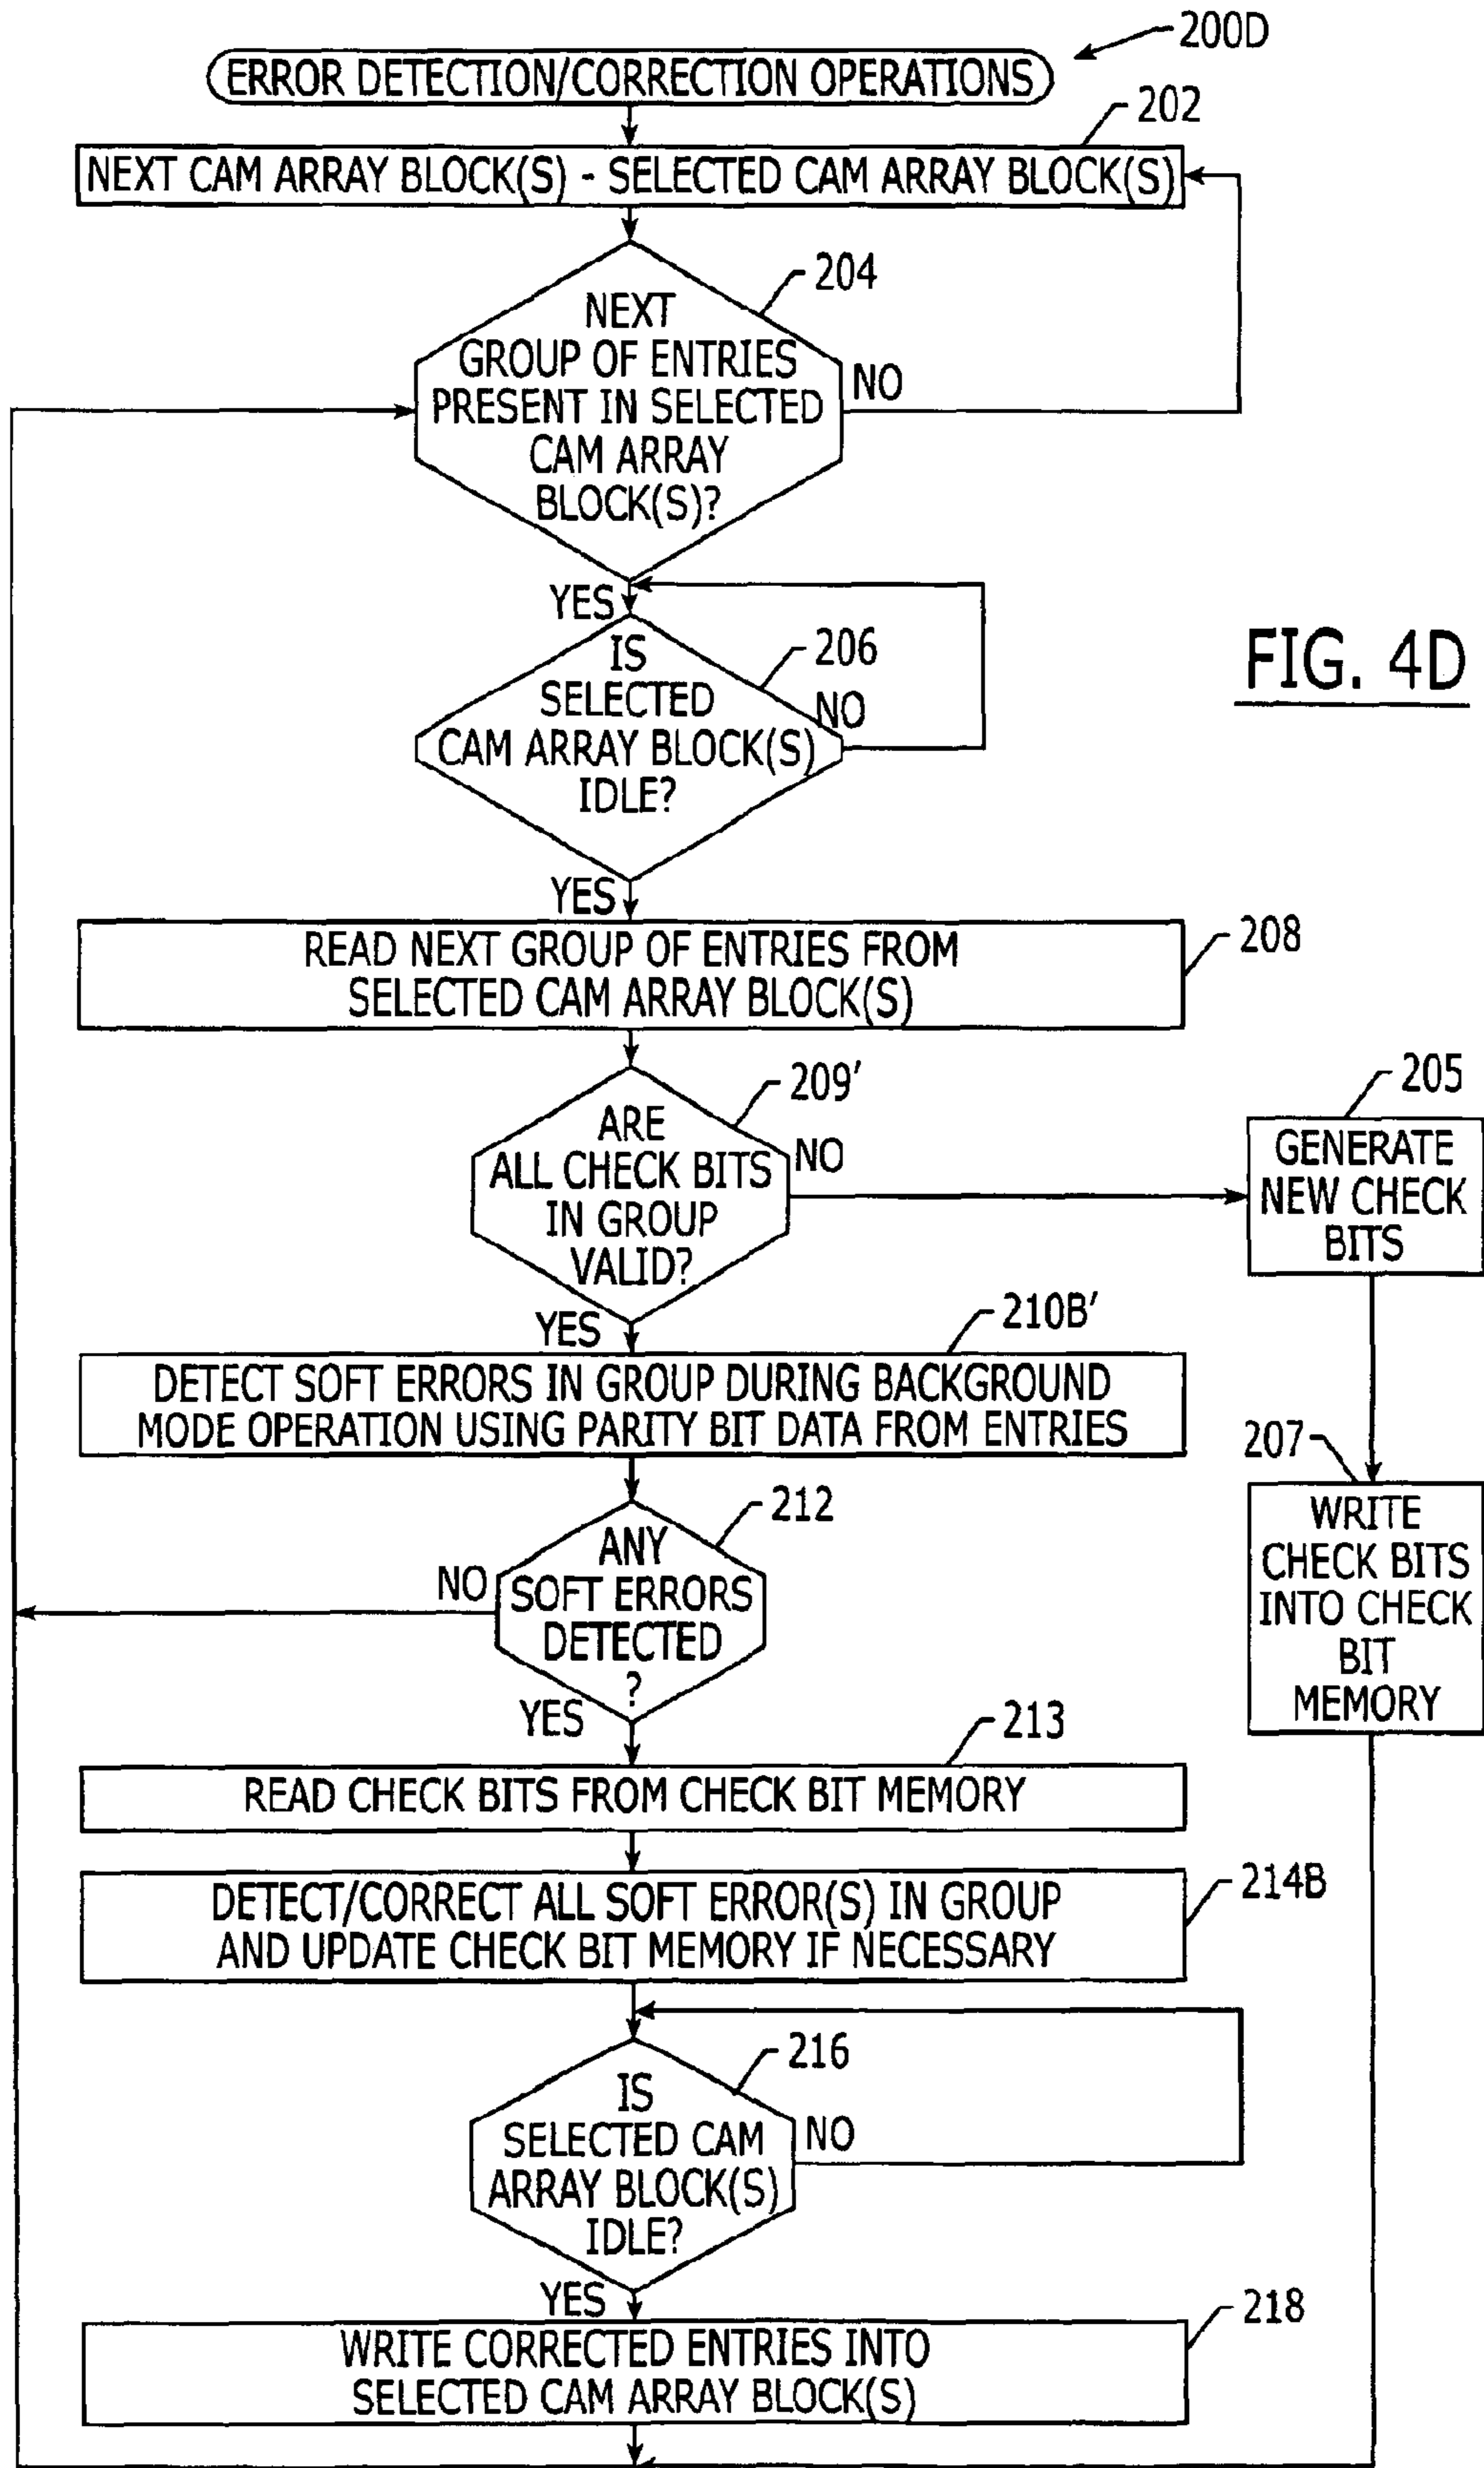 200D
ERROR DETECTION/CORRECTION OPERATIONS
202
NEXT CAM ARRAY BLOCK(S) - SELECTED CAM ARRAY BLOCK(S)
204
NEXT
GROUP OF ENTRIES
PRESENT IN SELECTED
CAM ARRAY
BLOCK(S)?
NO
YES
206
IS
SELECTED
CAM ARRAY BLOCK(S)
IDLE?
NO
FIG. 4D
YES
208
READ NEXT GROUP OF ENTRIES FROM
SELECTED CAM ARRAY BLOCK(S)
209'
ARE
ALL CHECK BITS
IN GROUP
VALID?
NO
205
GENERATE
NEW CHECK
BITS
YES
210B'
DETECT SOFT ERRORS IN GROUP DURING BACKGROUND
MODE OPERATION USING PARITY BIT DATA FROM ENTRIES
207
WRITE
CHECK BITS
INTO CHECK
BIT
MEMORY
212
ANY
SOFT ERRORS
DETECTED
?
NO
YES
213
READ CHECK BITS FROM CHECK BIT MEMORY
214B
DETECT/CORRECT ALL SOFT ERROR(S) IN GROUP
AND UPDATE CHECK BIT MEMORY IF NECESSARY
216
IS
SELECTED CAM
ARRAY BLOCK(S)
IDLE?
NO
YES
218
WRITE CORRECTED ENTRIES INTO
SELECTED CAM ARRAY BLOCK(S)